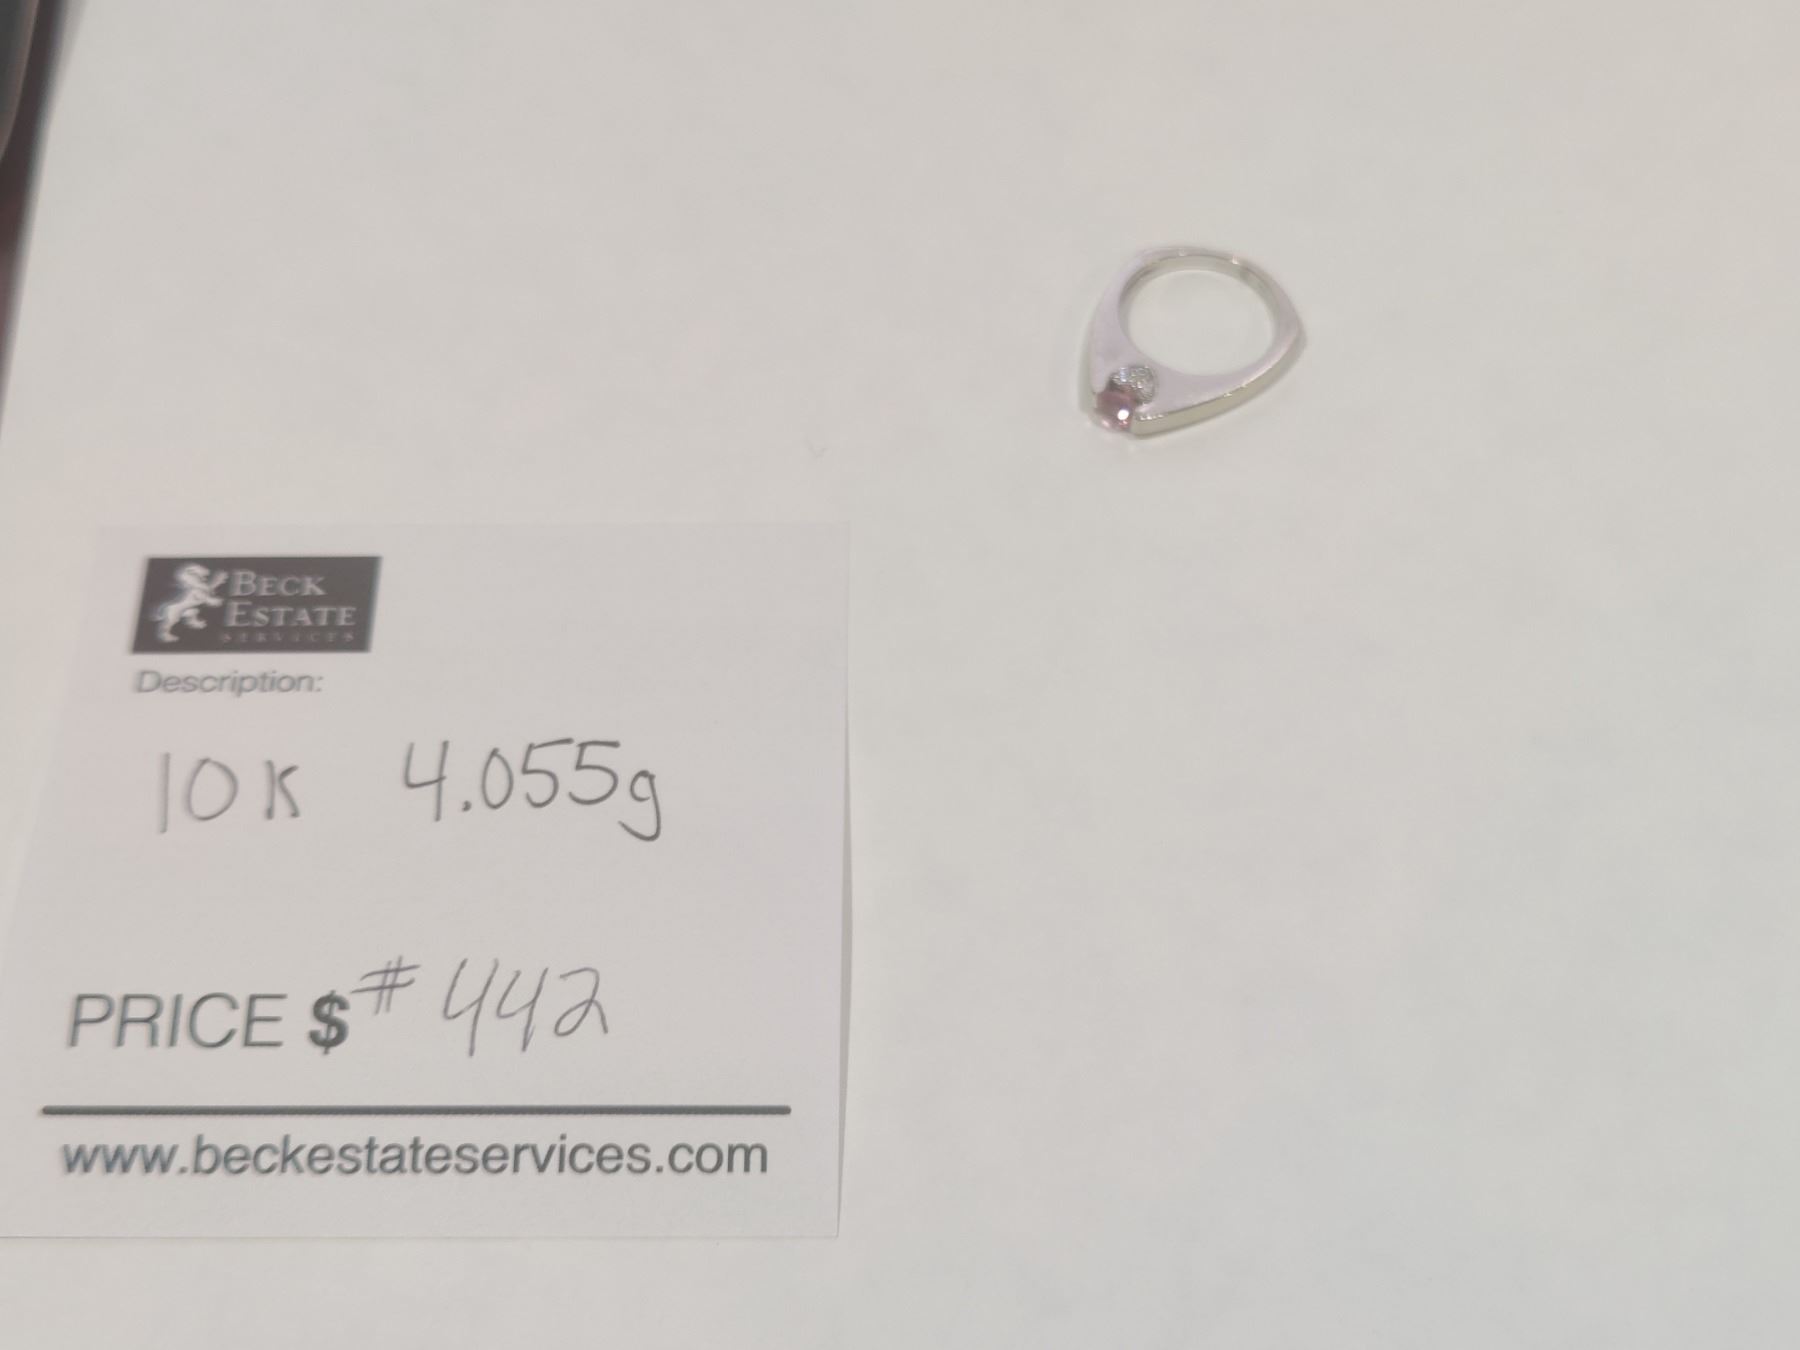 BECK
ESTATE
SERVICES
Description:
10K 4.055g
PRICE $ #442
www.beckestateservices.com